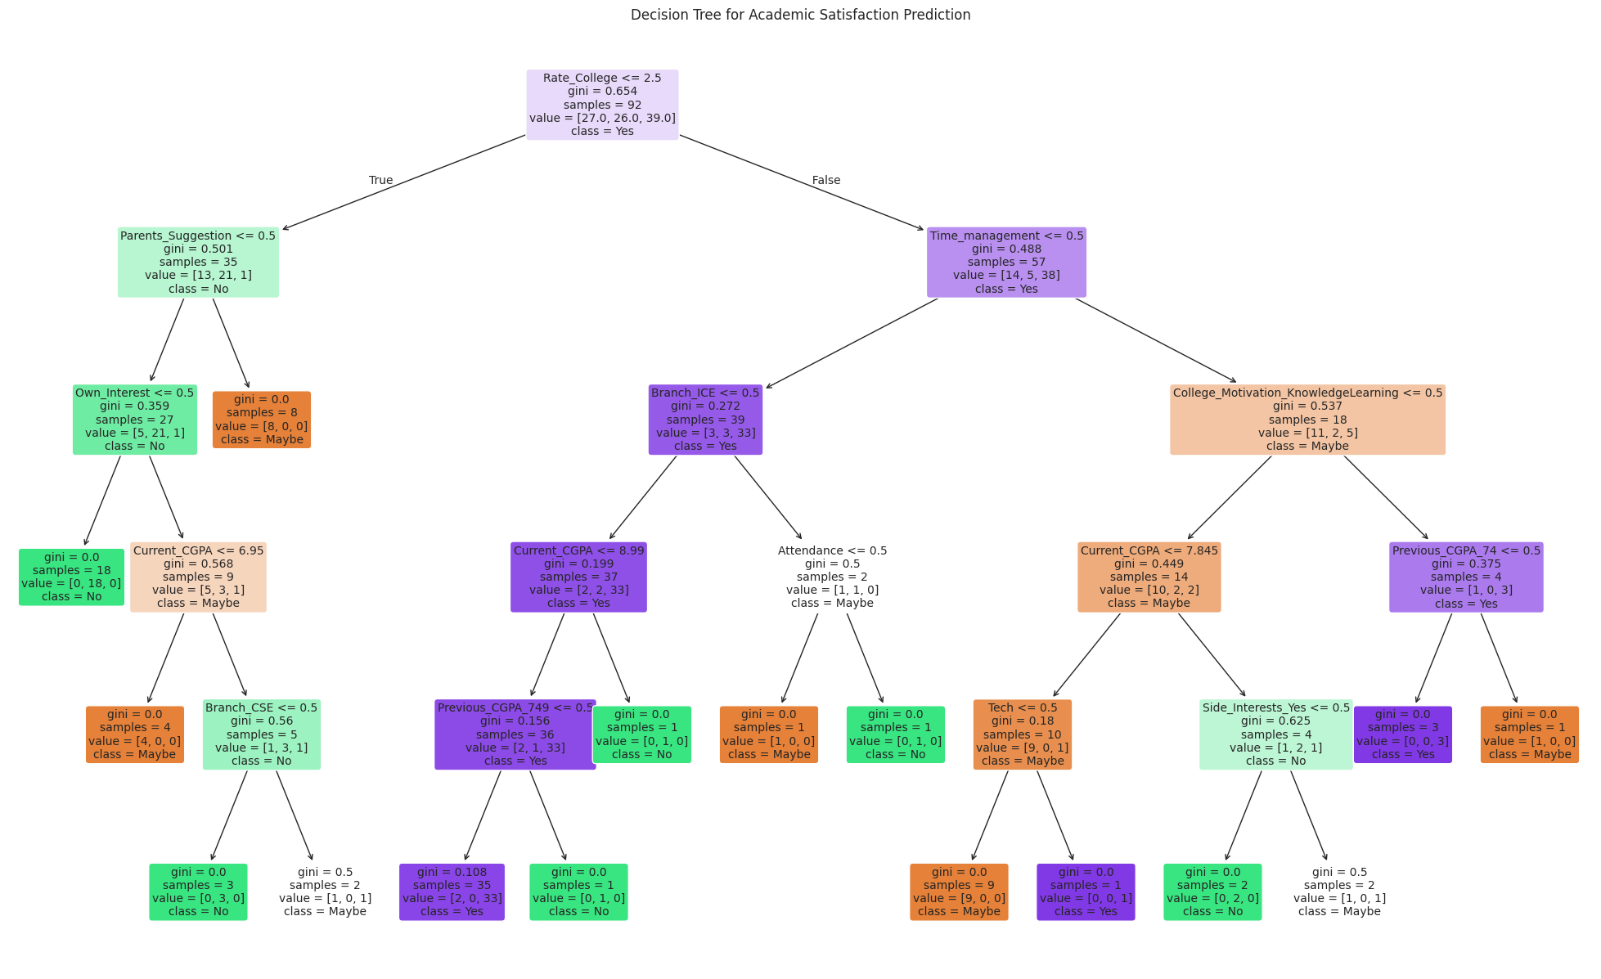 Decision Tree for Academic Satisfaction Prediction
Rate_College <= 2.5
gini = 0.654
samples = 92
value = [27.0, 26.0, 39.0]
class = Yes
True
False
Parents_Suggestion <= 0.5
gini = 0.501
samples = 35
value = [13, 21, 1]
class = No
Time_management <= 0.5
gini = 0.488
samples = 57
value = [14, 5, 38]
class = Yes
Own_Interest <= 0.5
gini = 0.359
samples = 27
value = [5, 21, 1]
class = No
gini = 0.0
samples = 8
value = [8, 0, 0]
class = Maybe
Branch_ICE <= 0.5
gini = 0.272
samples = 39
value = [3, 3, 33]
class = Yes
College_Motivation_KnowledgeLearning <= 0.5
gini = 0.537
samples = 18
value = [11, 2, 5]
class = Maybe
gini = 0.0
samples = 18
value = [0, 18, 0]
class = No
Current_CGPA <= 6.95
gini = 0.568
samples = 9
value = [5, 3, 1]
class = Maybe
Current_CGPA <= 8.99
gini = 0.199
samples = 37
value = [2, 2, 33]
class = Yes
Attendance <= 0.5
gini = 0.5
samples = 2
value = [1, 1, 0]
class = Maybe
Current_CGPA <= 7.845
gini = 0.449
samples = 14
value = [10, 2, 2]
class = Maybe
Previous_CGPA_74 <= 0.5
gini = 0.375
samples = 4
value = [1, 0, 3]
class = Yes
gini = 0.0
samples = 4
value = [4, 0, 0]
class = Maybe
Branch_CSE <= 0.5
gini = 0.56
samples = 5
value = [1, 3, 1]
class = No
Previous_CGPA_749 <= 0.5
gini = 0.156
samples = 36
value = [2, 1, 33]
class = Yes
gini = 0.0
samples = 1
value = [0, 1, 0]
class = No
gini = 0.0
samples = 1
value = [1, 0, 0]
class = Maybe
gini = 0.0
samples = 1
value = [0, 1, 0]
class = No
Tech <= 0.5
gini = 0.18
samples = 10
value = [9, 0, 1]
class = Maybe
Side_Interests_Yes <= 0.5
gini = 0.625
samples = 4
value = [1, 2, 1]
class = No
gini = 0.0
samples = 3
value = [0, 0, 3]
class = Yes
gini = 0.0
samples = 1
value = [1, 0, 0]
class = Maybe
gini = 0.0
samples = 3
value = [0, 3, 0]
class = No
gini = 0.5
samples = 2
value = [1, 0, 1]
class = Maybe
gini = 0.108
samples = 35
value = [2, 0, 33]
class = Yes
gini = 0.0
samples = 1
value = [0, 1, 0]
class = No
gini = 0.0
samples = 9
value = [9, 0, 0]
class = Maybe
gini = 0.0
samples = 1
value = [0, 0, 1]
class = Yes
gini = 0.0
samples = 2
value = [0, 2, 0]
class = No
gini = 0.5
samples = 2
value = [1, 0, 1]
class = Maybe